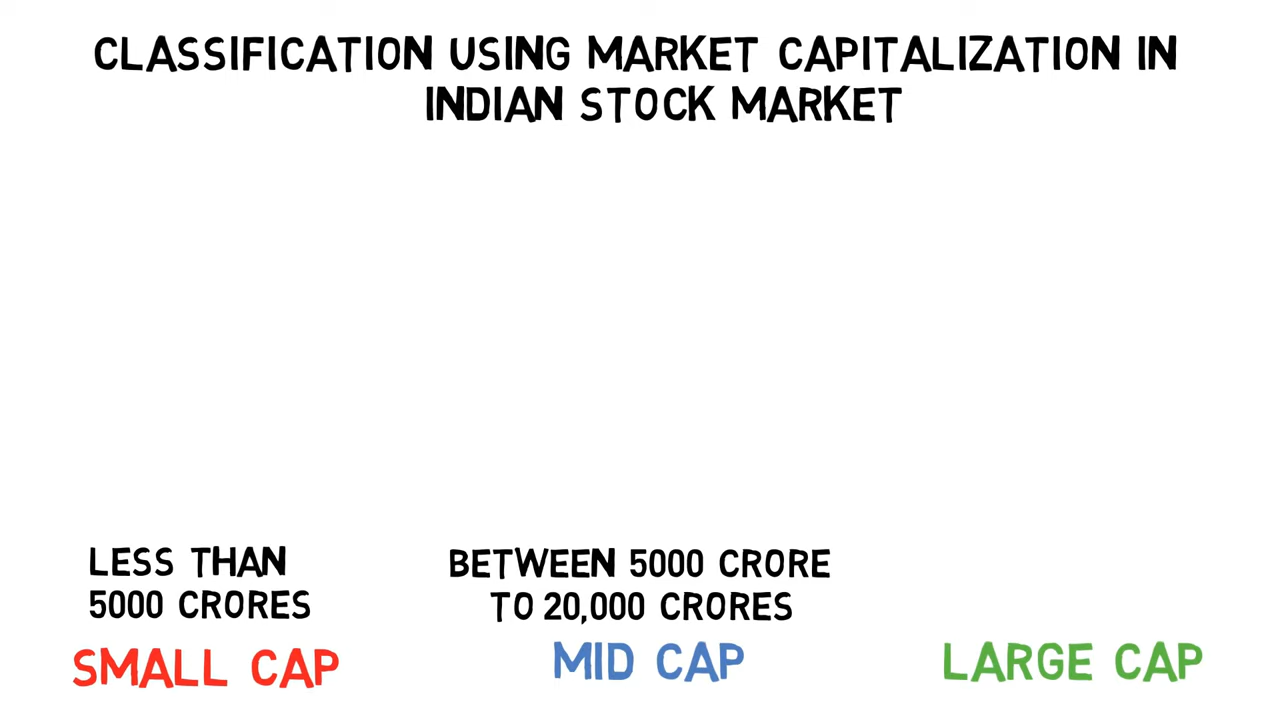 CLASSIFICATION USING MARKET CAPITALIZATION IN
INDIAN STOCK MARKET
LESS THAN
5000 CRORES
SMALL CAP
BETWEEN 5000 CRORE
TO 20,000 CRORES
MID CAP
LARGE CAP